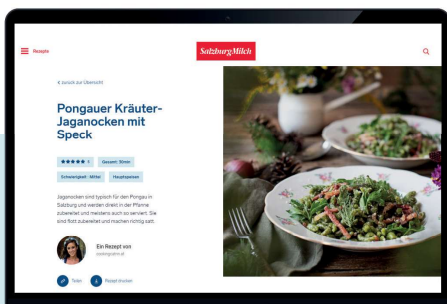 Rezepte
SalzburgMilch
< zurück zur Übersicht
Pongauer Kräuter-
Jaganocken mit
Speck
★★★★★ 5
Gesamt: 30min
Schwierigkeit: Mittel
Hauptspeisen
Jaganocken sind typisch für den Pongau in
Salzburg und werden direkt in der Pfanne
zubereitet und meistens auch so serviert. Sie
sind flott zubereitet und machen richtig satt.
Ein Rezept von
Teilen
Rezept drucken